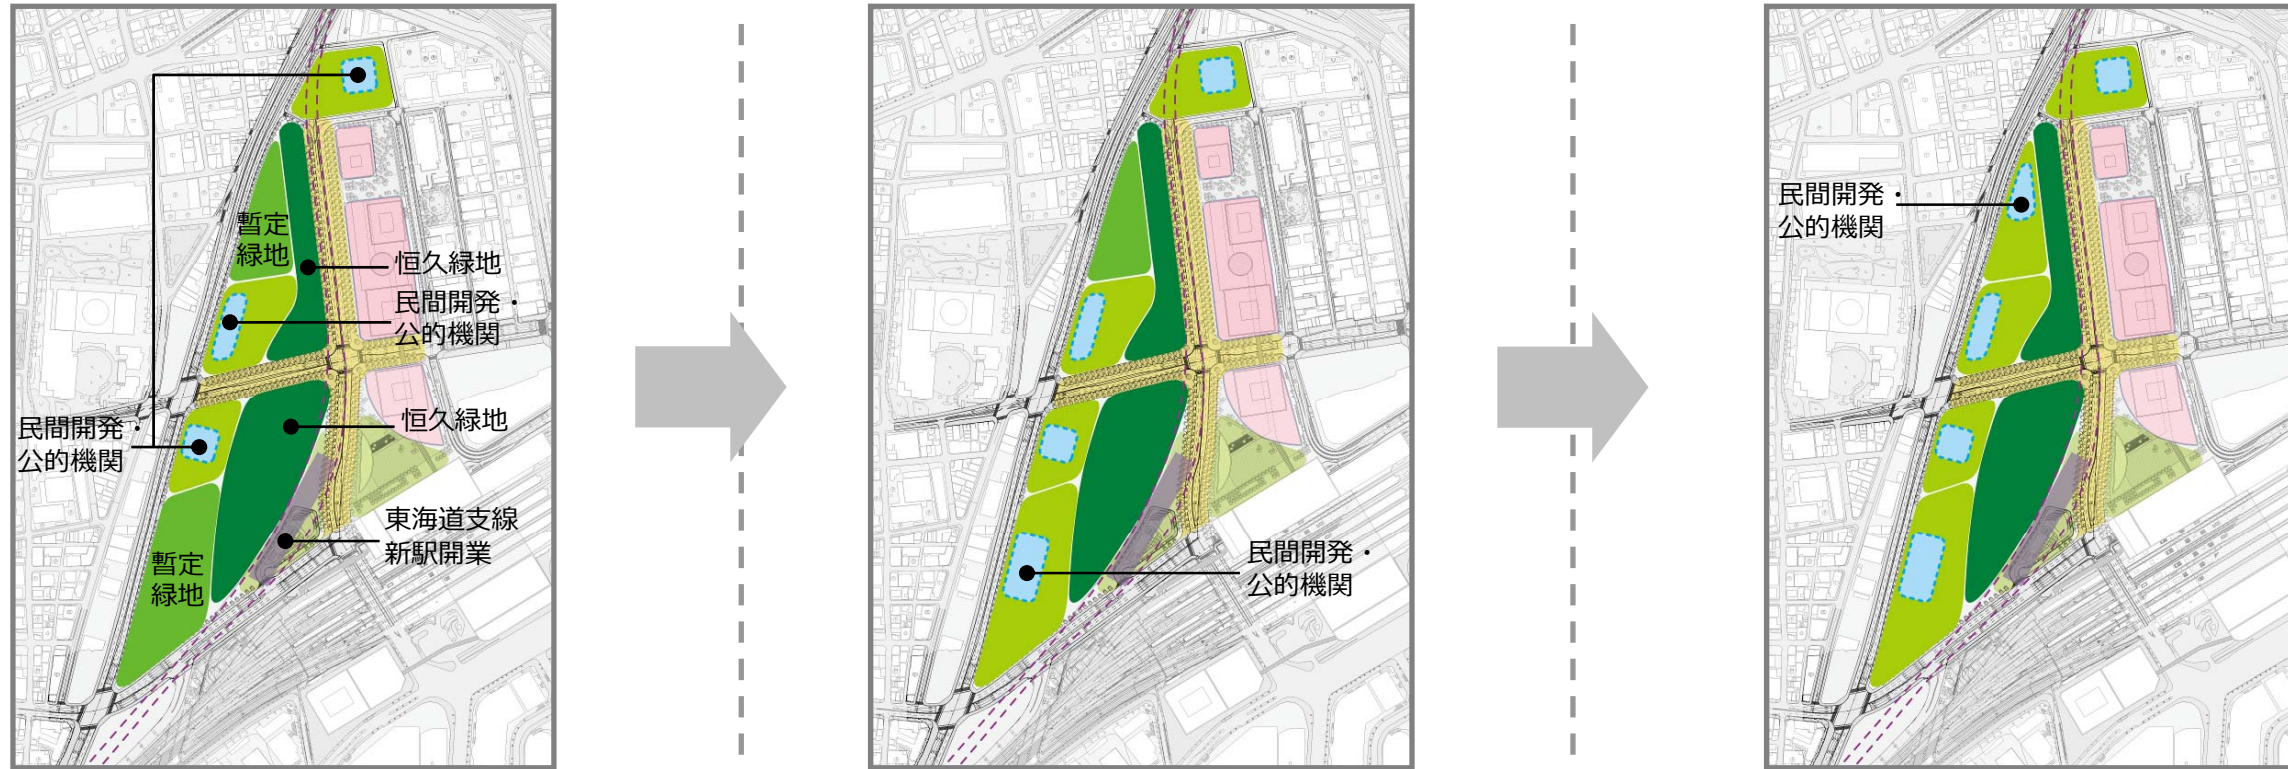 暫定
緑地
恒久緑地
民間開発・
公的機関
恒久緑地
民間開発・
公的機関
東海道支線
新駅開業
暫定
緑地
民間開発・
公的機関
民間開発・
公的機関